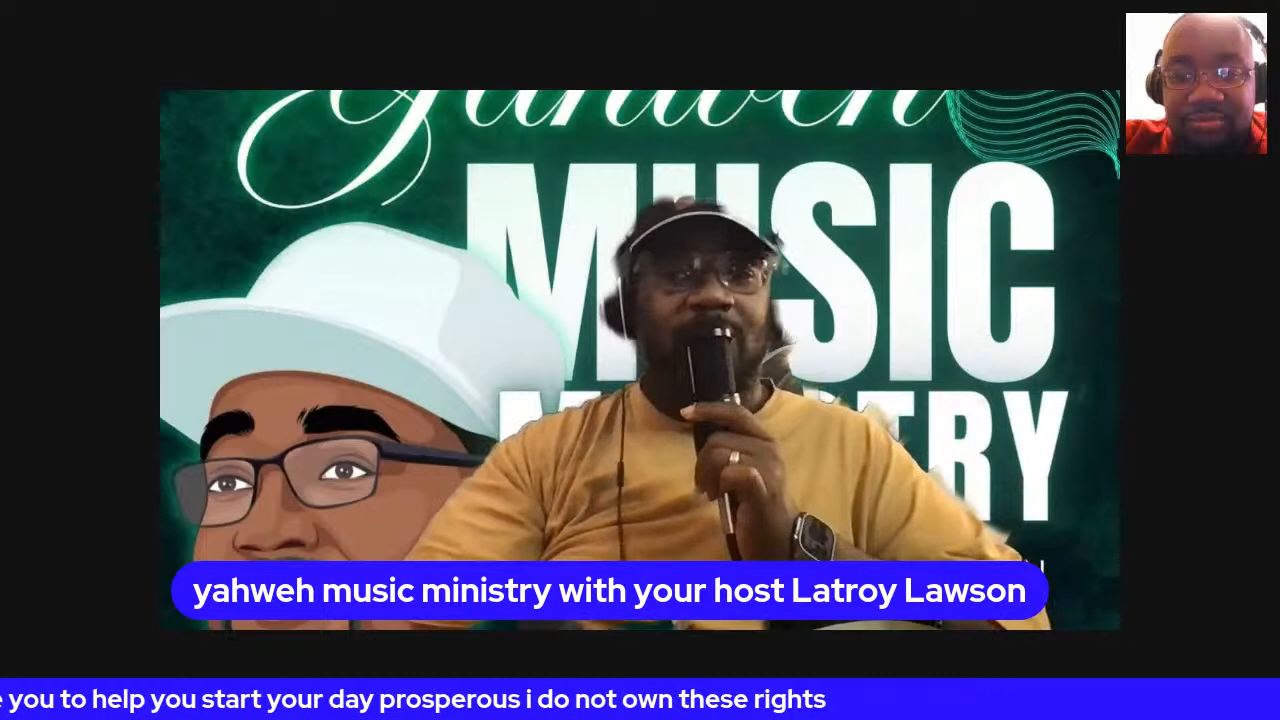 Yahweh
MUSIC
yahweh music ministry with your host Latroy Lawson
e you to help you start your day prosperous i do not own these rights